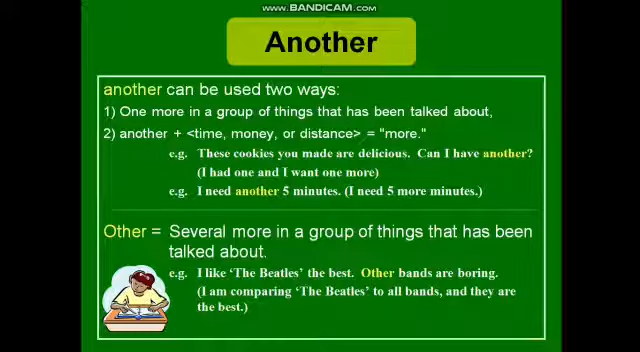 www.BANDICAM.com
Another
another can be used two ways:
1) One more in a group of things that has been talked about,
2) another + <time, money, or distance> = "more."
e.g. These cookies you made are delicious. Can I have another?
(I had one and I want one more)
e.g. I need another 5 minutes. (I need 5 more minutes.)
Other = Several more in a group of things that has been
talked about.
e.g. I like ‘The Beatles’ the best. Other bands are boring.
(I am comparing ‘The Beatles’ to all bands, and they are
the best.)